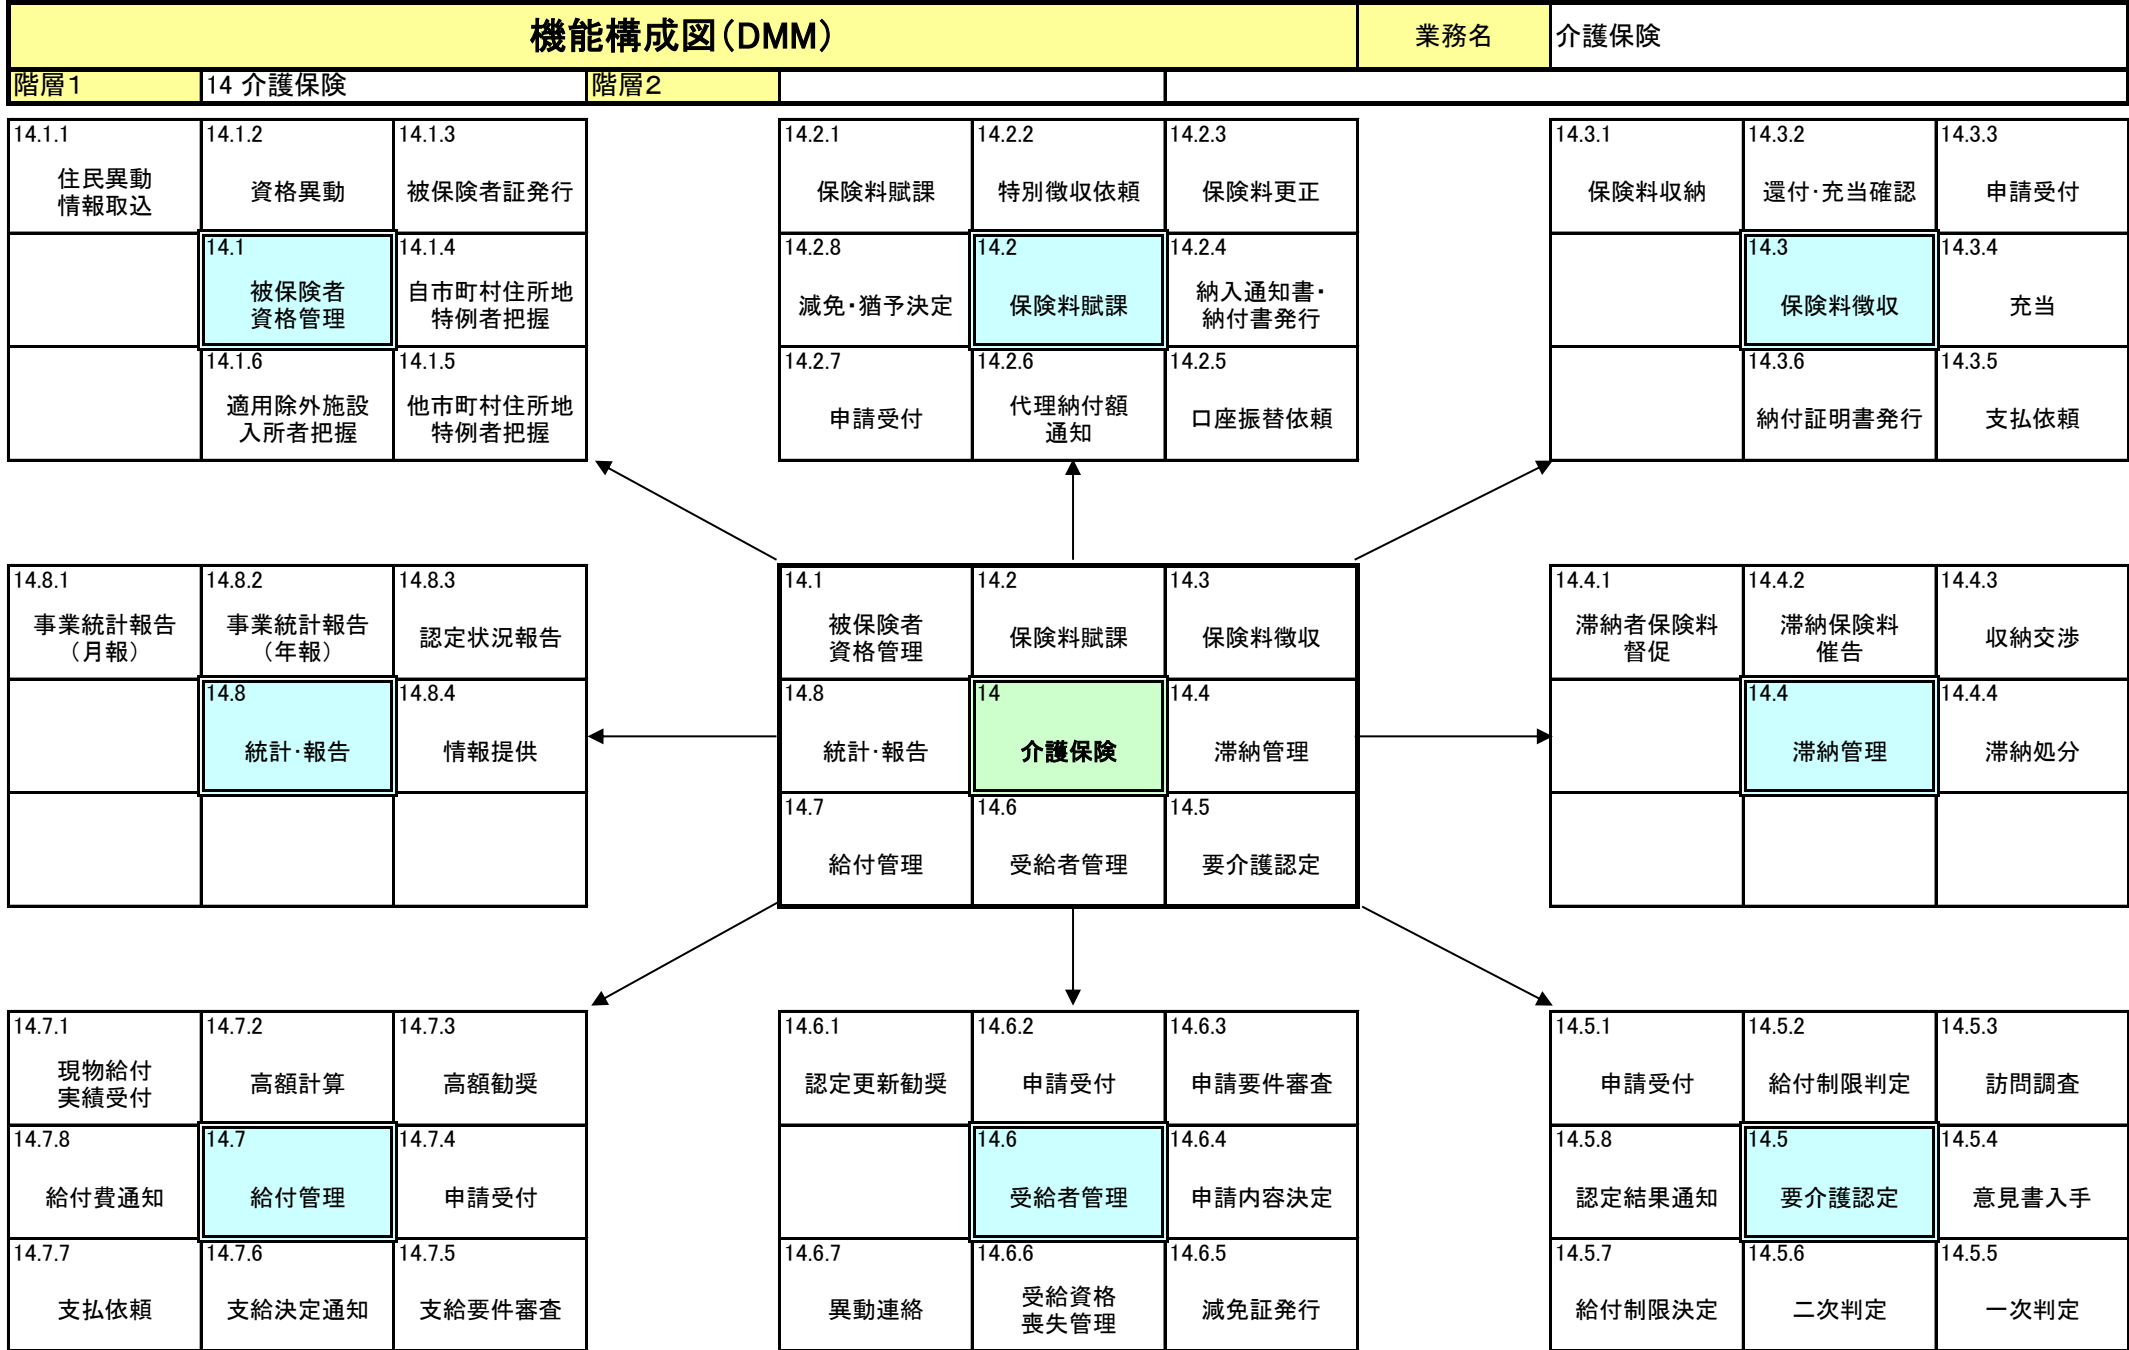 機能構成図(DMM)
業務名
介護保険
階層1
14 介護保険
階層2
14.1.1
住民異動
情報取込
14.1.2
資格異動
14.1.3
被保険者証発行
14.1
被保険者
資格管理
14.1.4
自市町村住所地
特例者把握
14.1.6
適用除外施設
入所者把握
14.1.5
他市町村住所地
特例者把握
14.2.1
保険料賦課
14.2.2
特別徴収依頼
14.2.3
保険料更正
14.2.8
減免・猶予決定
14.2
保険料賦課
14.2.4
納入通知書・
納付書発行
14.2.7
申請受付
14.2.6
代理納付額
通知
14.2.5
口座振替依頼
14.3.1
保険料収納
14.3.2
還付・充当確認
14.3.3
申請受付
14.3
保険料徴収
14.3.4
充当
14.3.6
納付証明書発行
14.3.5
支払依頼
14.8.1
事業統計報告
(月報)
14.8.2
事業統計報告
(年報)
14.8.3
認定状況報告
14.8
統計・報告
14.8.4
情報提供
14.1
被保険者
資格管理
14.2
保険料賦課
14.3
保険料徴収
14.8
統計・報告
14
介護保険
14.4
滞納管理
14.7
給付管理
14.6
受給者管理
14.5
要介護認定
14.4.1
滞納者保険料
督促
14.4.2
滞納保険料
催告
14.4.3
収納交渉
14.4
滞納管理
14.4.4
滞納処分
14.7.1
現物給付
実績受付
14.7.2
高額計算
14.7.3
高額勧奨
14.7.8
給付費通知
14.7
給付管理
14.7.4
申請受付
14.7.7
支払依頼
14.7.6
支給決定通知
14.7.5
支給要件審査
14.6.1
認定更新勧奨
14.6.2
申請受付
14.6.3
申請要件審査
14.6
受給者管理
14.6.4
申請内容決定
14.6.7
異動連絡
14.6.6
受給資格
喪失管理
14.6.5
減免証発行
14.5.1
申請受付
14.5.2
給付制限判定
14.5.3
訪問調査
14.5.8
認定結果通知
14.5
要介護認定
14.5.4
意見書入手
14.5.7
給付制限決定
14.5.6
二次判定
14.5.5
一次判定